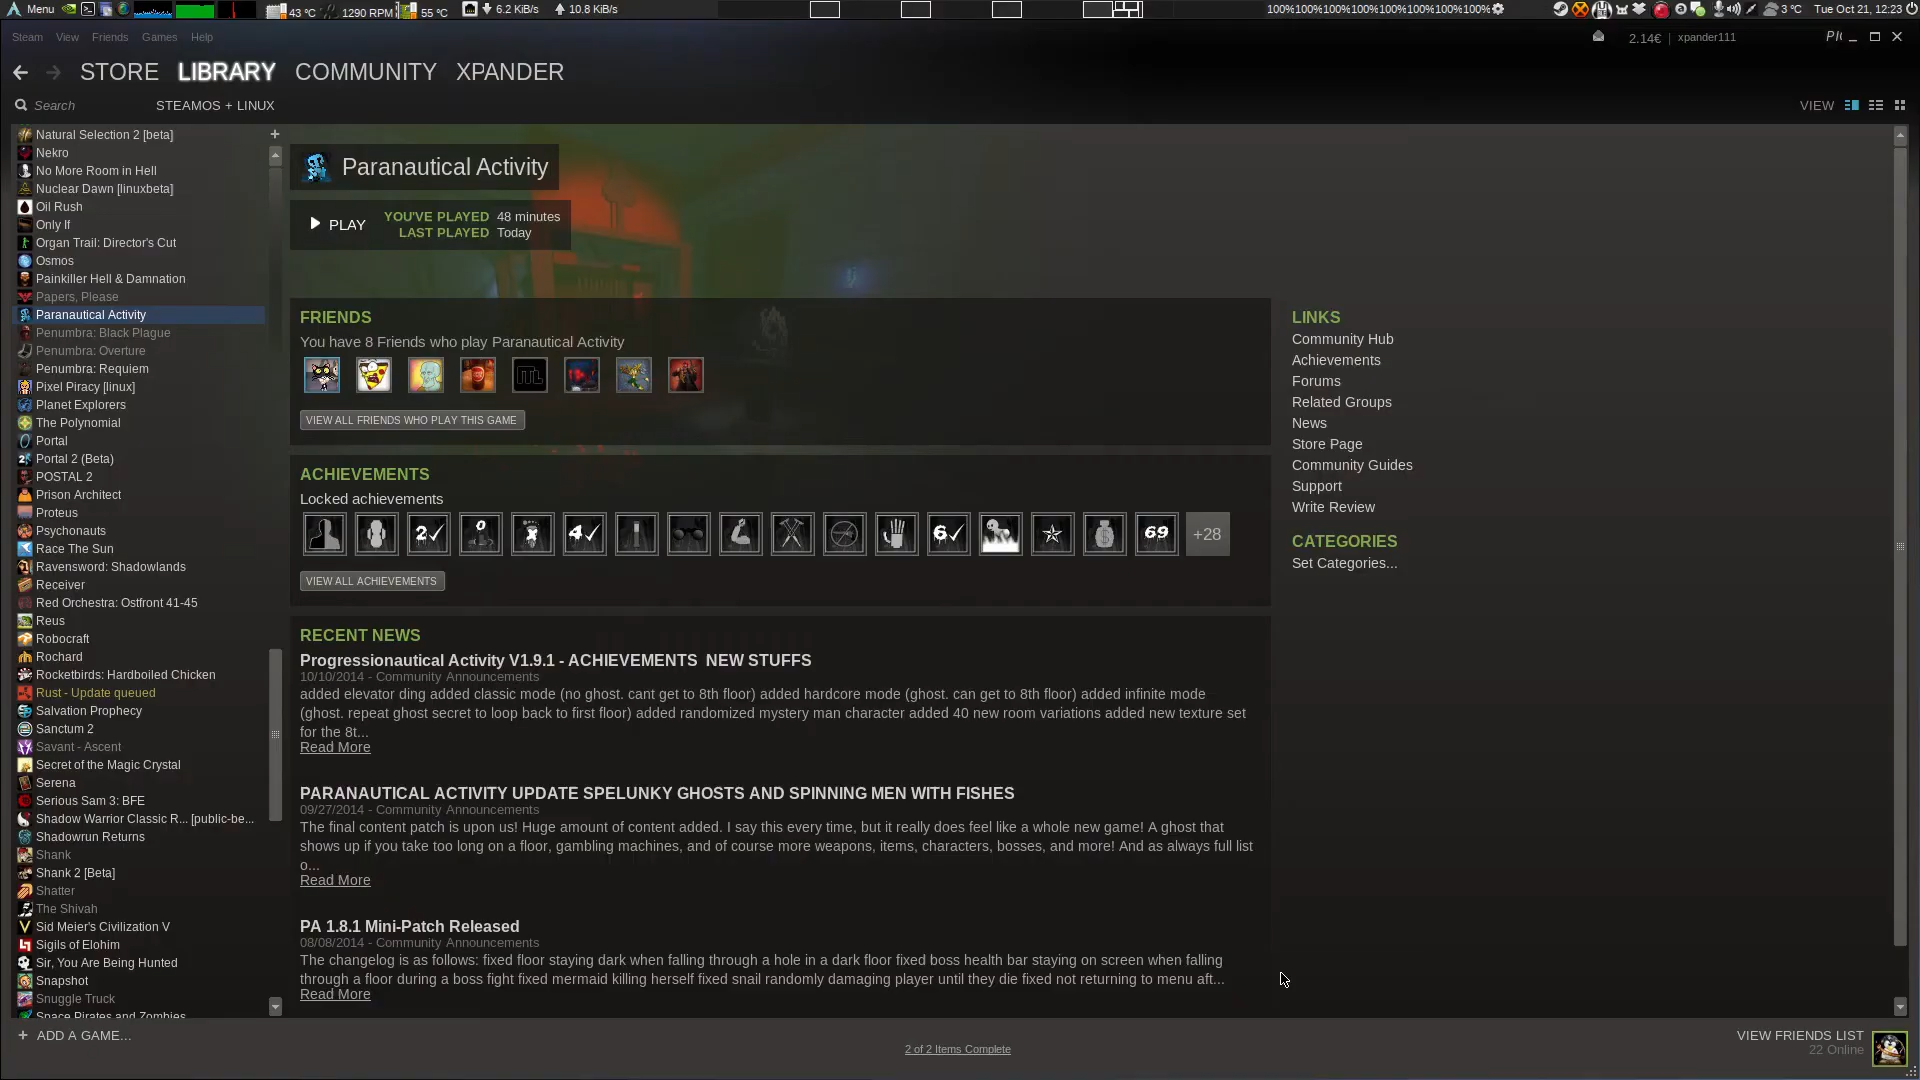 Menu 43 °C 1290 RPM 55 °C 6.2 KiB/s 10.8 KiB/s 100%100%100%100%100%100%100%100% 3 °C Tue Oct 21, 12:23
Steam View Friends Games Help 2.14€ | xpander111
STORE LIBRARY COMMUNITY XPANDER
Search STEAMOS + LINUX VIEW
Natural Selection 2 [beta]
Nekro
No More Room in Hell
Nuclear Dawn [linuxbeta]
Oil Rush
Only If
Organ Trail: Director's Cut
Osmos
Painkiller Hell & Damnation
Papers, Please
Paranautical Activity
Penumbra: Black Plague
Penumbra: Overture
Penumbra: Requiem
Pixel Piracy [linux]
Planet Explorers
The Polynomial
Portal
Portal 2 (Beta)
POSTAL 2
Prison Architect
Proteus
Psychonauts
Race The Sun
Ravensword: Shadowlands
Receiver
Red Orchestra: Ostfront 41-45
Reus
Robocraft
Rochard
Rocketbirds: Hardboiled Chicken
Rust - Update queued
Salvation Prophecy
Sanctum 2
Savant - Ascent
Secret of the Magic Crystal
Serena
Serious Sam 3: BFE
Shadow Warrior Classic R... [public-be...
Shadowrun Returns
Shank
Shank 2 [Beta]
Shatter
The Shivah
Sid Meier's Civilization V
Sigils of Elohim
Sir, You Are Being Hunted
Snapshot
Snuggle Truck
Space Pirates and Zombies
+ ADD A GAME...
Paranautical Activity
PLAY
YOU'VE PLAYED 48 minutes
LAST PLAYED Today
FRIENDS
You have 8 Friends who play Paranautical Activity
VIEW ALL FRIENDS WHO PLAY THIS GAME
ACHIEVEMENTS
Locked achievements
2 0 4 6 69 +28
VIEW ALL ACHIEVEMENTS
RECENT NEWS
Progressionautical Activity V1.9.1 - ACHIEVEMENTS NEW STUFFS
10/10/2014 - Community Announcements
added elevator ding added classic mode (no ghost. cant get to 8th floor) added hardcore mode (ghost. can get to 8th floor) added infinite mode
(ghost. repeat ghost secret to loop back to first floor) added randomized mystery man character added 40 new room variations added new texture set
for the 8t...
Read More
PARANAUTICAL ACTIVITY UPDATE SPELUNKY GHOSTS AND SPINNING MEN WITH FISHES
09/27/2014 - Community Announcements
The final content patch is upon us! Huge amount of content added. I say this every time, but it really does feel like a whole new game! A ghost that
shows up if you take too long on a floor, gambling machines, and of course more weapons, items, characters, bosses, and more! And as always full list
o...
Read More
PA 1.8.1 Mini-Patch Released
08/08/2014 - Community Announcements
The changelog is as follows: fixed floor staying dark when falling through a hole in a dark floor fixed boss health bar staying on screen when falling
through a floor during a boss fight fixed mermaid killing herself fixed snail randomly damaging player until they die fixed not returning to menu aft...
Read More
LINKS
Community Hub
Achievements
Forums
Related Groups
News
Store Page
Community Guides
Support
Write Review
CATEGORIES
Set Categories...
2 of 2 Items Complete
VIEW FRIENDS LIST
22 Online